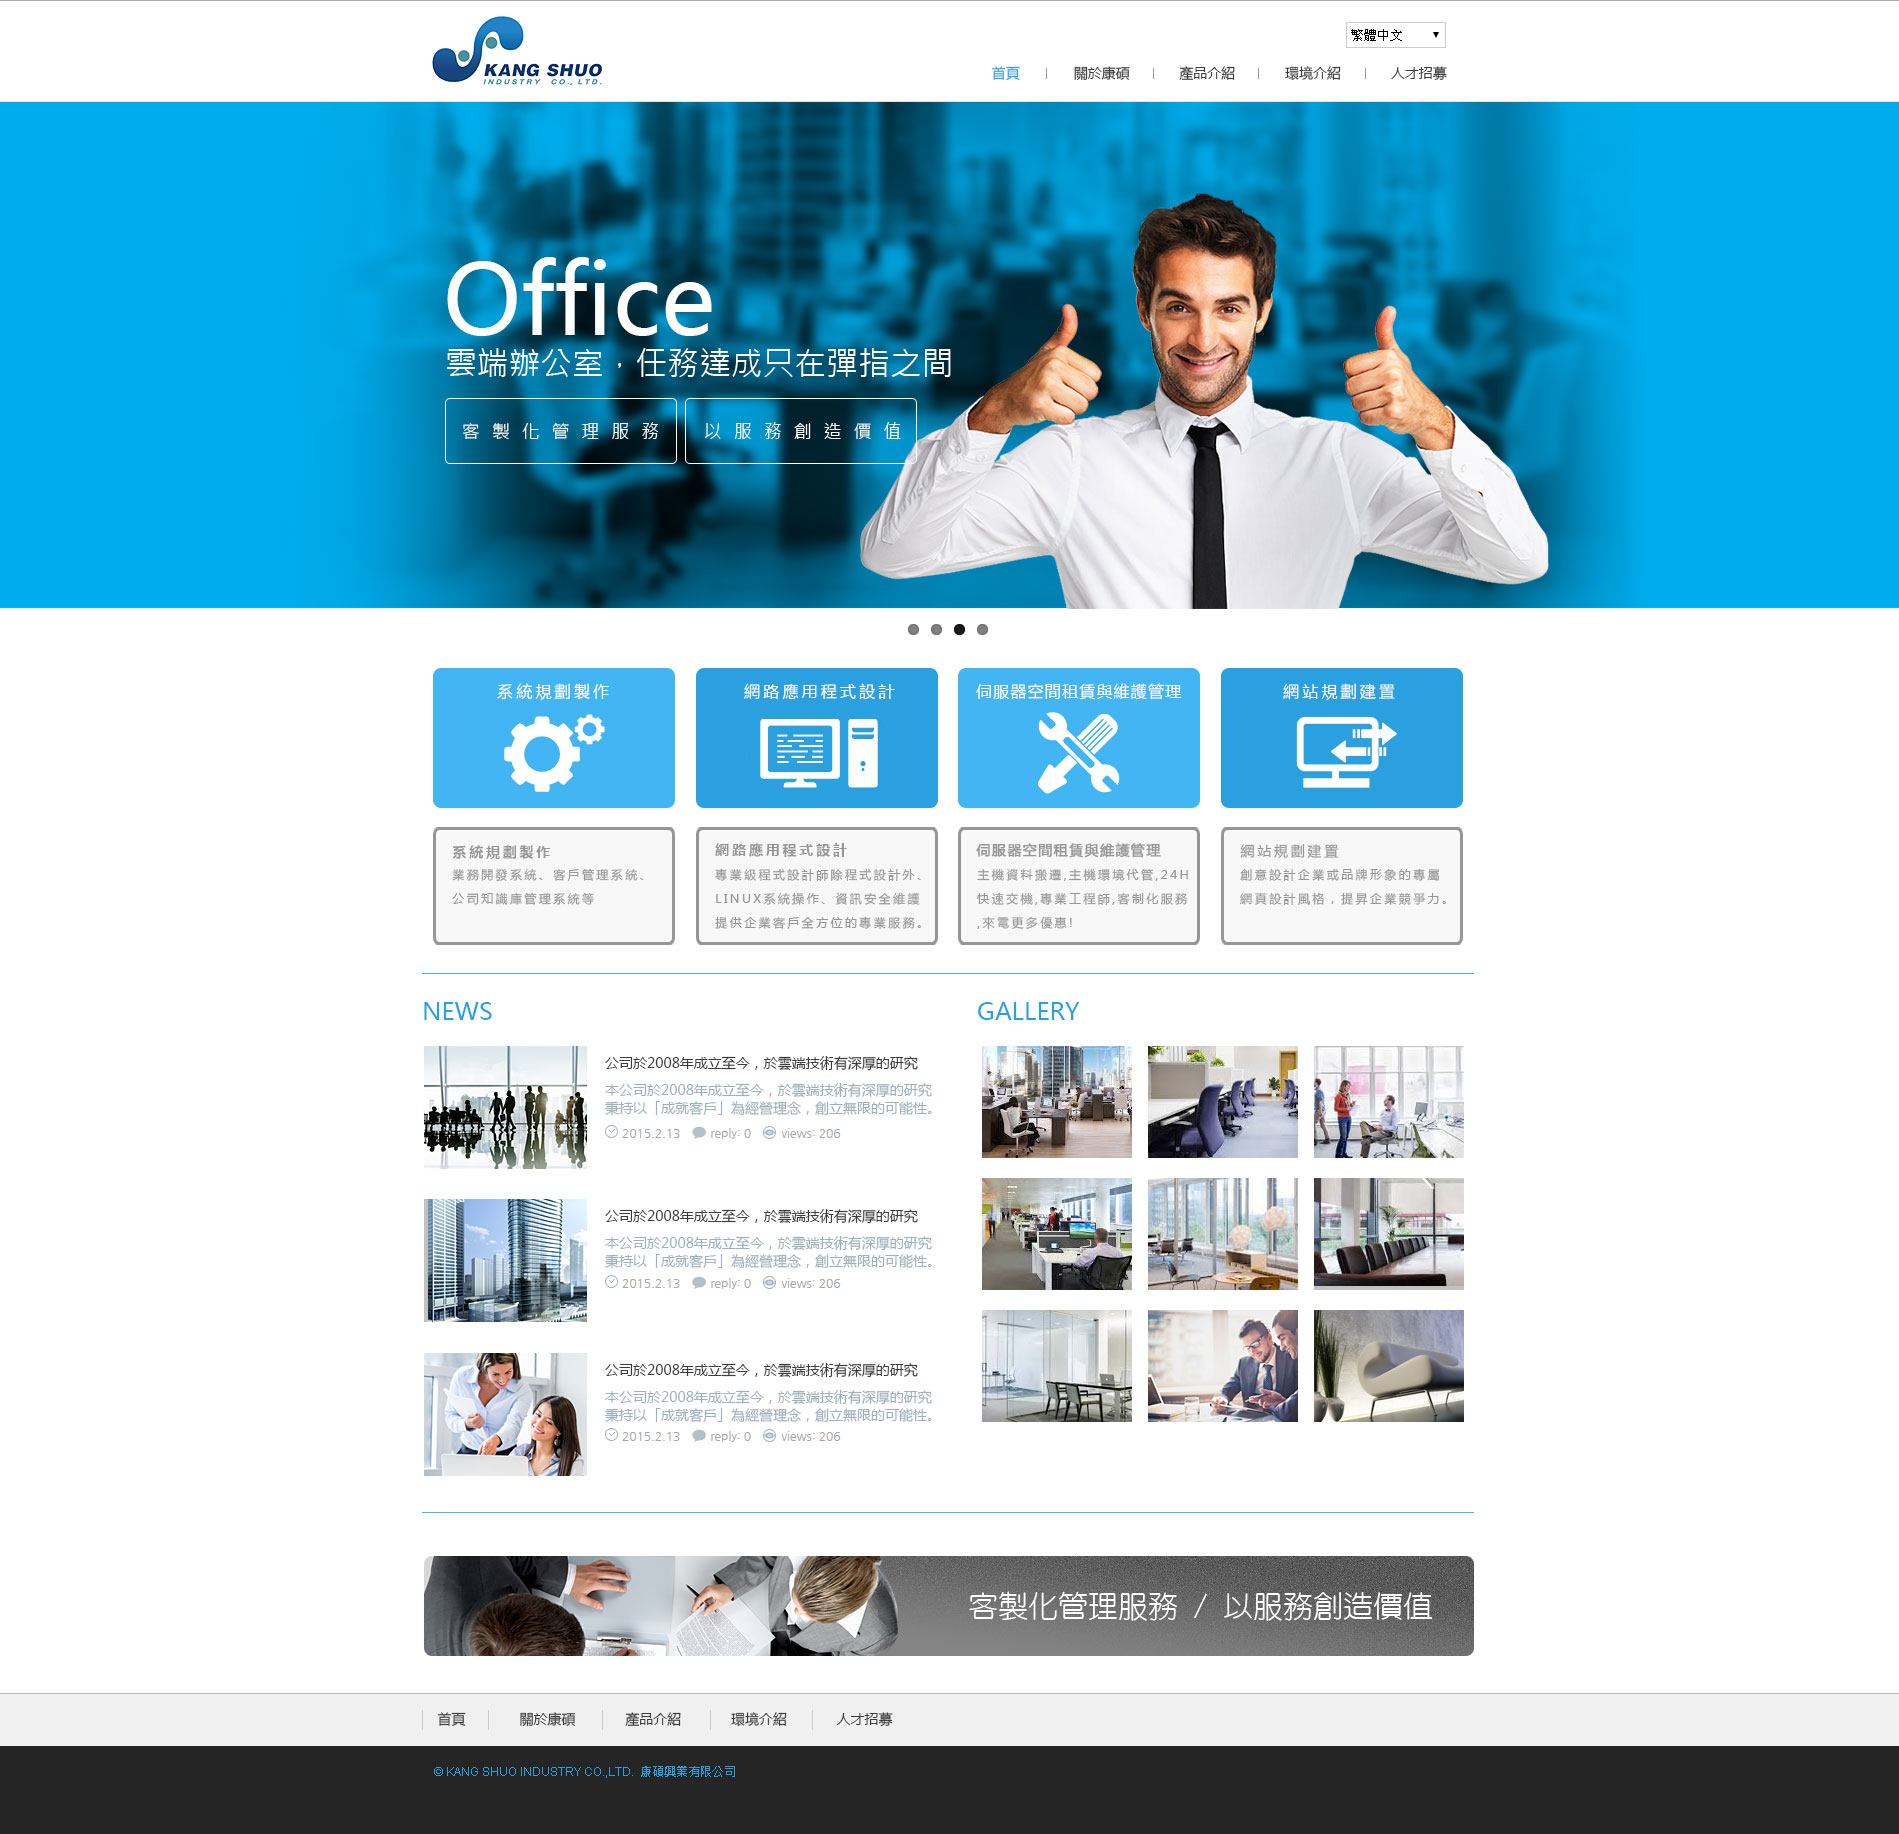 KANG SHUO
INDUSTRY CO., LTD.
繁體中文
首頁 關於康碩 產品介紹 環境介紹 人才招募
Office
雲端辦公室，任務達成只在彈指之間
客製化管理服務 以服務創造價值
系統規劃製作
網路應用程式設計
伺服器空間租賃與維護管理
網站規劃建置
系統規劃製作
業務開發系統、客戶管理系統、
公司知識庫管理系統等
網路應用程式設計
專業級程式設計師除程式設計外、
LINUX系統操作、資訊安全維護
提供企業客戶全方位的專業服務。
伺服器空間租賃與維護管理
主機資料搬遷,主機環境代管,24H
快速交機,專業工程師,客制化服務
,來電更多優惠!
網站規劃建置
創意設計企業或品牌形象的專屬
網頁設計風格，提昇企業競爭力。
NEWS
公司於2008年成立至今，於雲端技術有深厚的研究
本公司於2008年成立至今，於雲端技術有深厚的研究
秉持以「成就客戶」為經營理念，創立無限的可能性。
2015.2.13 reply: 0 views: 206
公司於2008年成立至今，於雲端技術有深厚的研究
本公司於2008年成立至今，於雲端技術有深厚的研究
秉持以「成就客戶」為經營理念，創立無限的可能性。
2015.2.13 reply: 0 views: 206
公司於2008年成立至今，於雲端技術有深厚的研究
本公司於2008年成立至今，於雲端技術有深厚的研究
秉持以「成就客戶」為經營理念，創立無限的可能性。
2015.2.13 reply: 0 views: 206
GALLERY
客製化管理服務 / 以服務創造價值
首頁 關於康碩 產品介紹 環境介紹 人才招募
© KANG SHUO INDUSTRY CO.,LTD. 康碩興業有限公司